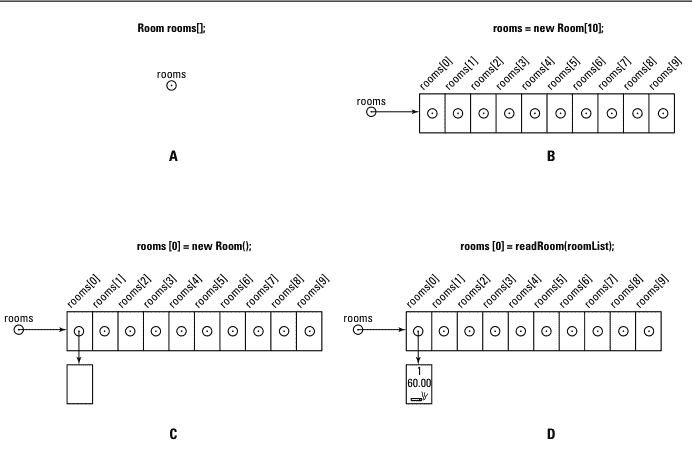 Room rooms[];
rooms
A
rooms = new Room[10];
rooms[0] rooms[1] rooms[2] rooms[3] rooms[4] rooms[5] rooms[6] rooms[7] rooms[8] rooms[9]
rooms
B
rooms [0] = new Room();
rooms[0] rooms[1] rooms[2] rooms[3] rooms[4] rooms[5] rooms[6] rooms[7] rooms[8] rooms[9]
rooms
C
rooms [0] = readRoom(roomList);
rooms[0] rooms[1] rooms[2] rooms[3] rooms[4] rooms[5] rooms[6] rooms[7] rooms[8] rooms[9]
rooms
1
60.00
D